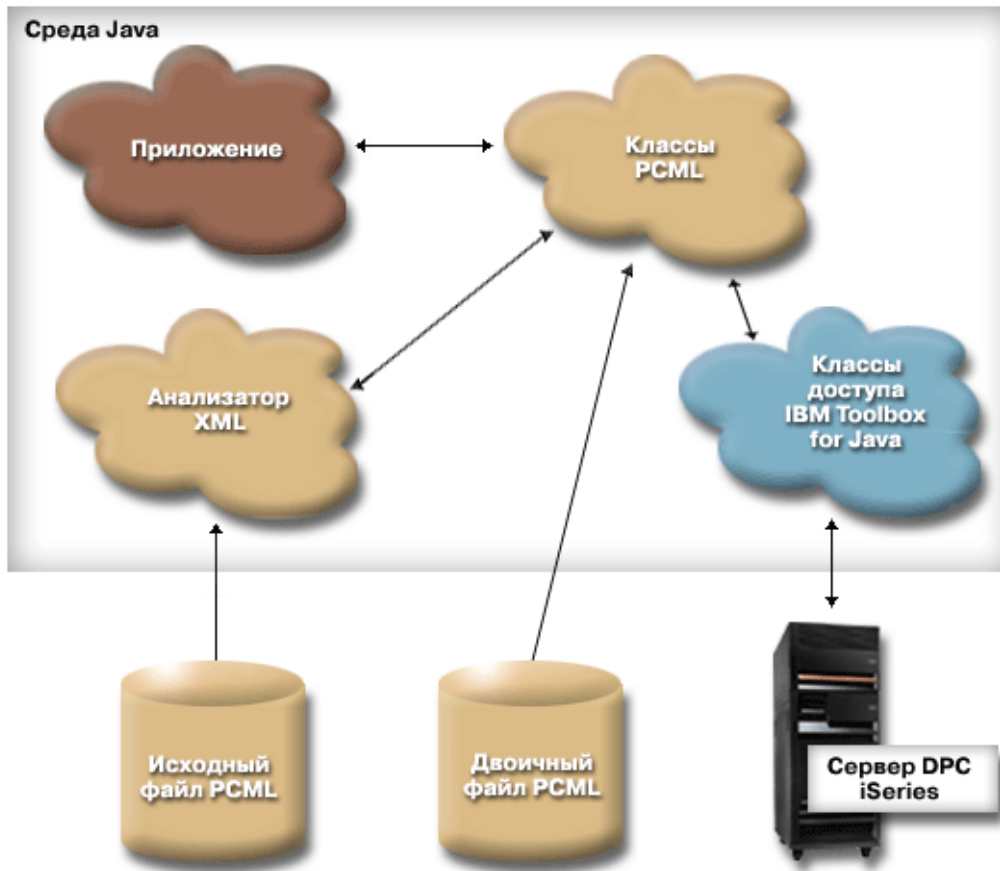 Среда Java
Приложение
Классы
PCML
Анализатор
XML
Классы
доступа
IBM Toolbox
for Java
Исходный
файл PCML
Двоичный
файл PCML
Сервер DPC
iSeries